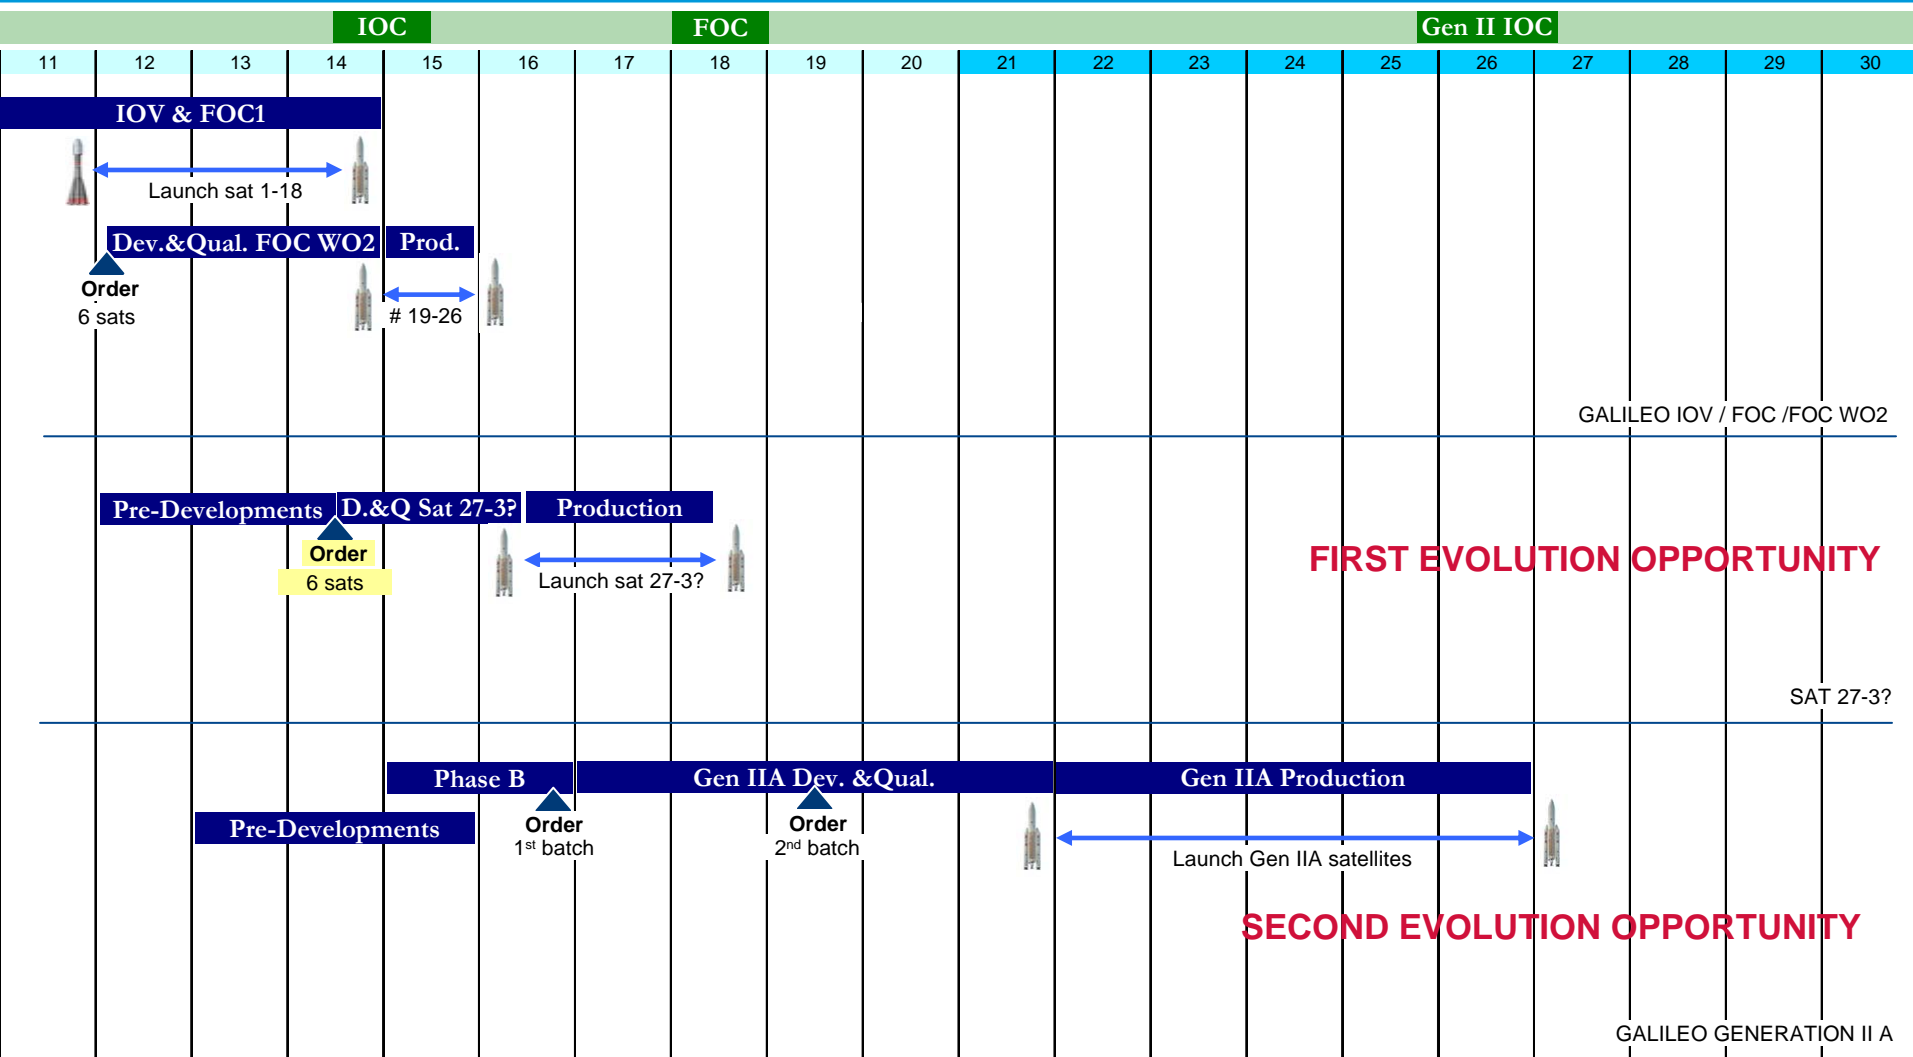 IOC FOC Gen II IOC
11 12 13 14 15 16 17 18 19 20 21 22 23 24 25 26 27 28 29 30
IOV & FOC1
Launch sat 1-18
Dev.&Qual. FOC WO2 Prod.
Order
6 sats
# 19-26
GALILEO IOV / FOC /FOC WO2
Pre-Developments D.&Q Sat 27-3? Production
Order
6 sats
Launch sat 27-3?
FIRST EVOLUTION OPPORTUNITY
SAT 27-3?
Phase B Gen IIA Dev. &Qual. Gen IIA Production
Pre-Developments
Order
1st batch
Order
2nd batch
Launch Gen IIA satellites
SECOND EVOLUTION OPPORTUNITY
GALILEO GENERATION II A